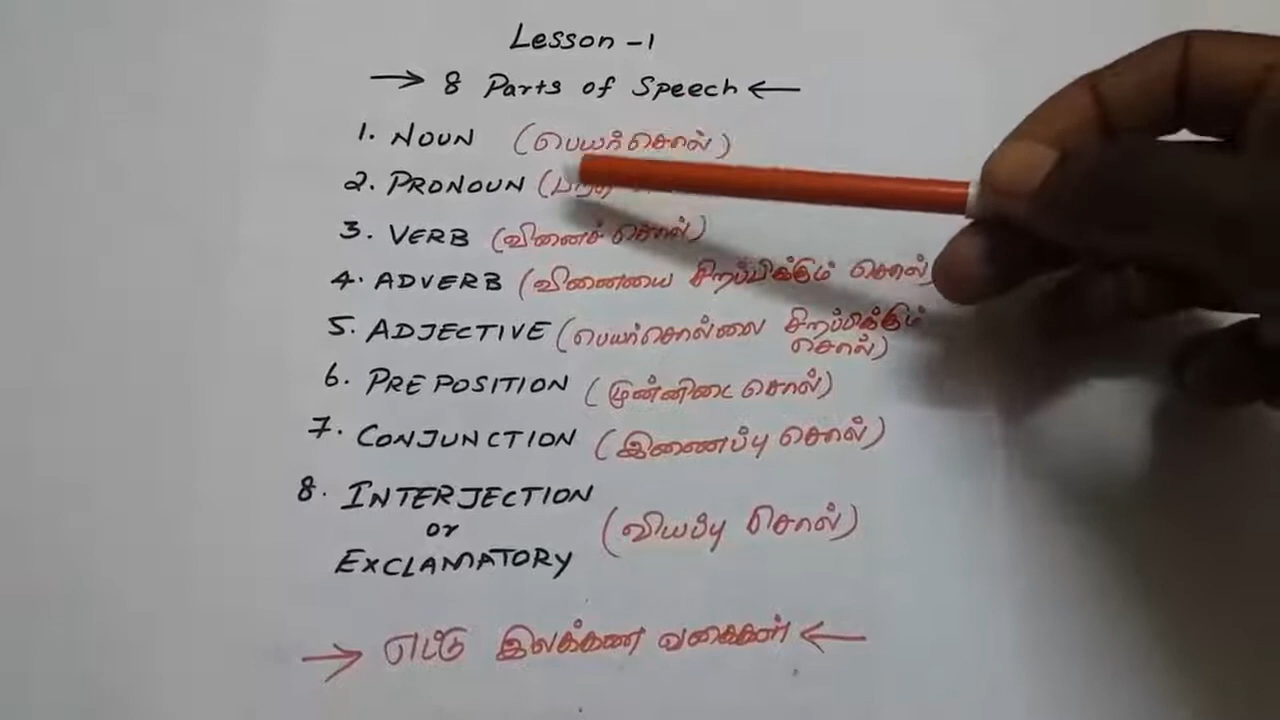 Lesson -1
→ 8 Parts of Speech ←
1. NOUN (பெயர்சொல்)
2. PRONOUN
3. VERB (வினைச் சொல்)
4. ADVERB (வினையை சிறப்பிக்கும் சொல்)
5. ADJECTIVE (பெயர்சொல்லை சிறப்பிக்கும்
சொல்)
6. PREPOSITION (முன்னிடை சொல்)
7. CONJUNCTION (இணைப்பு சொல்)
8. INTERJECTION
or
EXCLAMATORY (வியப்பு சொல்)
→ எட்டு இலக்கண வகைகள் ←